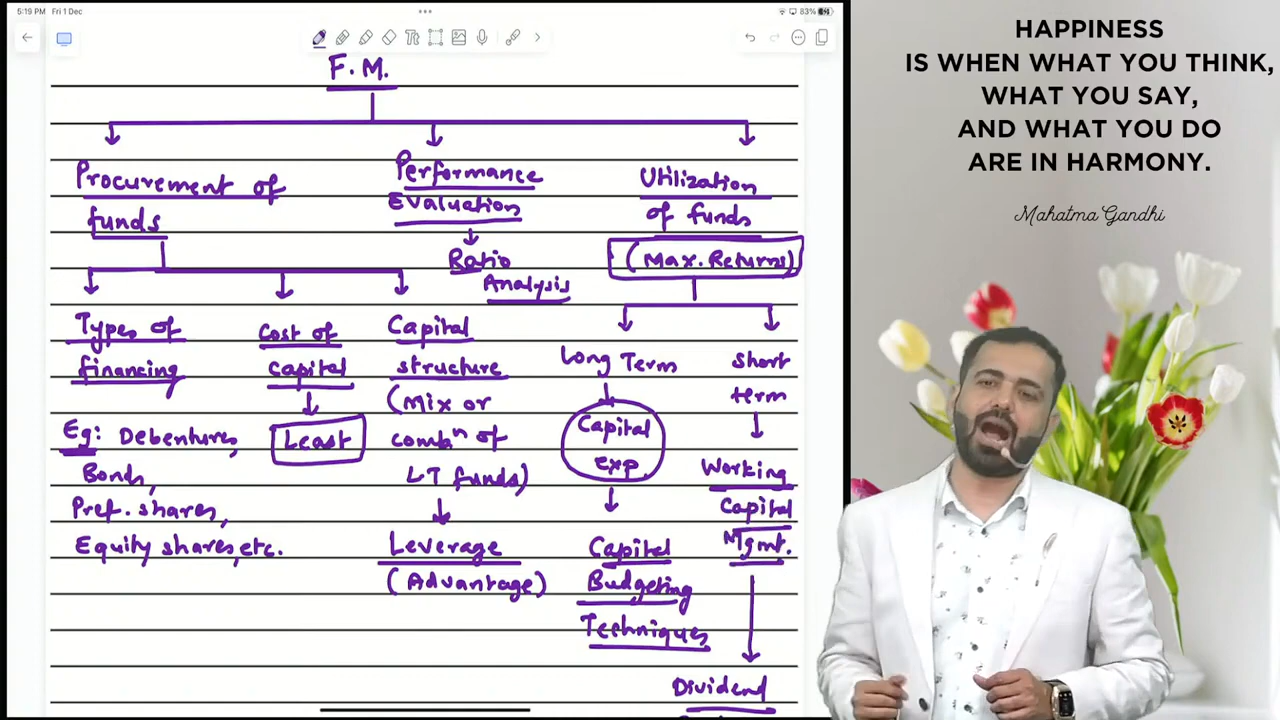 5:19 PM Fri 1 Dec
83%
F.M.
Procurement of
funds
Performance
Evaluation
Utilization
of funds
(Max. Returns)
Ratio
Analysis
Types of
financing
Cost of
capital
Capital
structure
(Mix or
combn of
LT funds)
Long Term
Short
term
Eg: Debentures,
Bonds,
Pref. shares,
Equity shares, etc.
Least
Capital
exp
Working
Capital
Mgmt.
Leverage
(Advantage)
Capital
Budgeting
Techniques
Dividend
HAPPINESS
IS WHEN WHAT YOU THINK,
WHAT YOU SAY,
AND WHAT YOU DO
ARE IN HARMONY.
Mahatma Gandhi